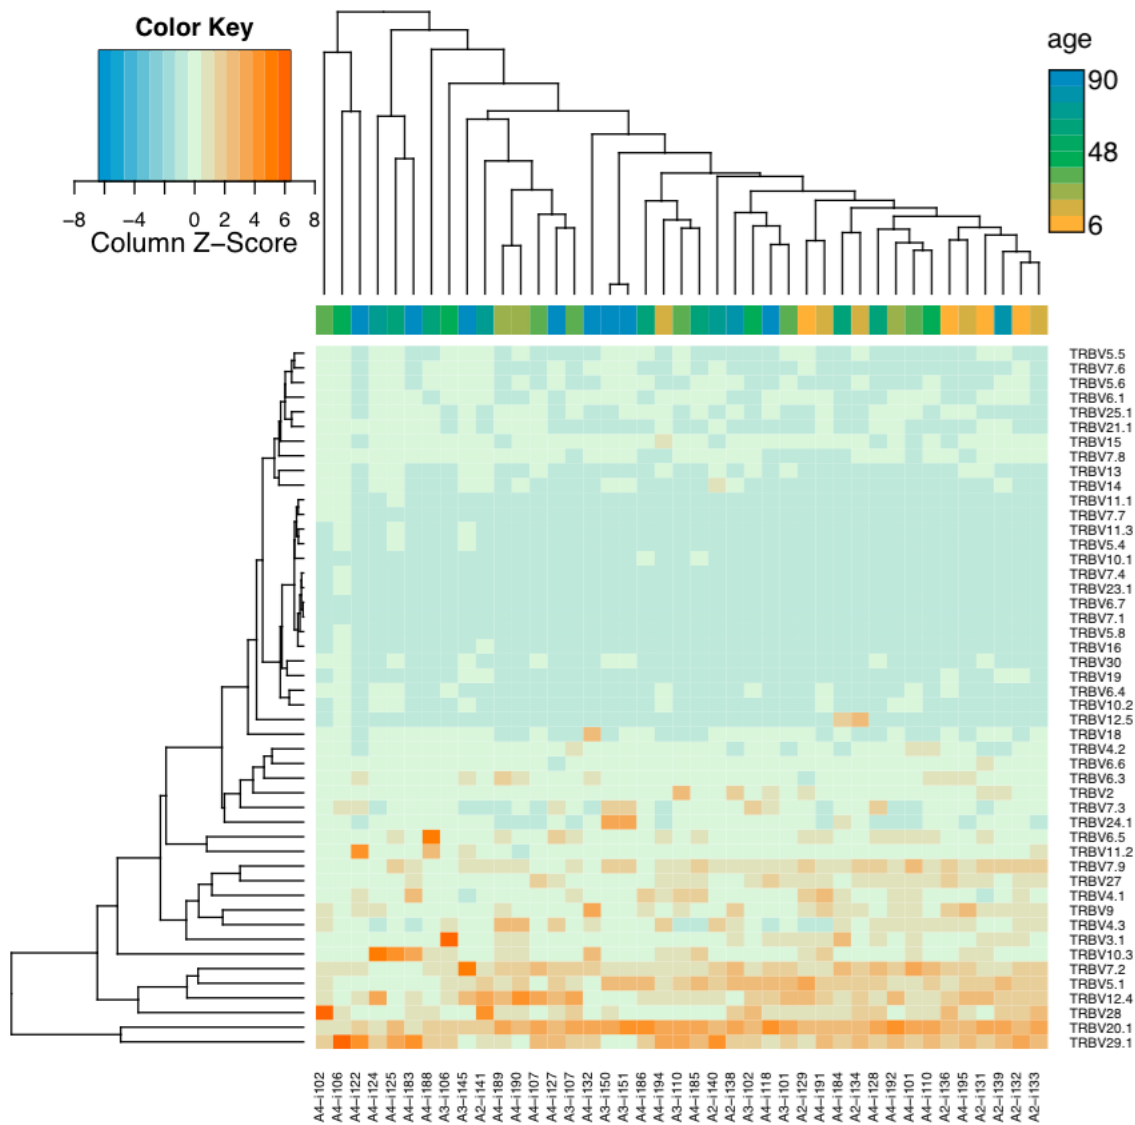 Color Key
−8 −4 0 2 4 6 8
Column Z−Score
age
90
48
6
TRBV5.5
TRBV7.6
TRBV5.6
TRBV6.1
TRBV25.1
TRBV21.1
TRBV15
TRBV7.8
TRBV13
TRBV14
TRBV11.1
TRBV7.7
TRBV11.3
TRBV5.4
TRBV10.1
TRBV7.4
TRBV23.1
TRBV6.7
TRBV7.1
TRBV5.8
TRBV16
TRBV30
TRBV19
TRBV6.4
TRBV10.2
TRBV12.5
TRBV18
TRBV4.2
TRBV6.6
TRBV6.3
TRBV2
TRBV7.3
TRBV24.1
TRBV6.5
TRBV11.2
TRBV7.9
TRBV27
TRBV4.1
TRBV9
TRBV4.3
TRBV3.1
TRBV10.3
TRBV7.2
TRBV5.1
TRBV12.4
TRBV28
TRBV20.1
TRBV29.1
A4−I102
A4−I106
A4−I122
A4−I124
A4−I125
A4−I183
A4−I188
A3−I106
A3−I145
A2−I141
A4−I189
A4−I190
A4−I107
A4−I127
A3−I107
A4−I132
A3−I150
A3−I151
A4−I186
A4−I194
A3−I110
A4−I185
A2−I140
A2−I138
A3−I102
A4−I118
A3−I101
A2−I129
A4−I191
A4−I184
A2−I134
A4−I128
A4−I192
A4−I101
A4−I110
A2−I136
A4−I195
A2−I131
A2−I139
A2−I132
A2−I133